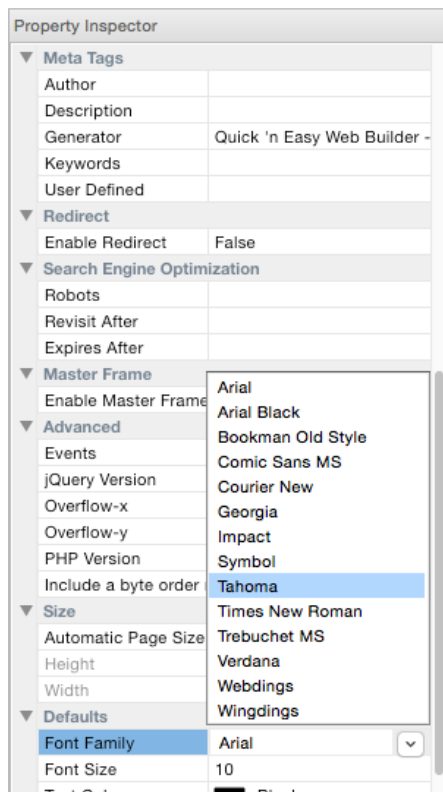 Property Inspector
Meta Tags
Author
Description
Generator Quick 'n Easy Web Builder -
Keywords
User Defined
Redirect
Enable Redirect False
Search Engine Optimization
Robots
Revisit After
Expires After
Master Frame
Enable Master Frame
Advanced
Events
jQuery Version
Overflow-x
Overflow-y
PHP Version
Include a byte order
Size
Automatic Page Size
Height
Width
Arial
Arial Black
Bookman Old Style
Comic Sans MS
Courier New
Georgia
Impact
Symbol
Tahoma
Times New Roman
Trebuchet MS
Verdana
Webdings
Wingdings
Defaults
Font Family Arial
Font Size 10